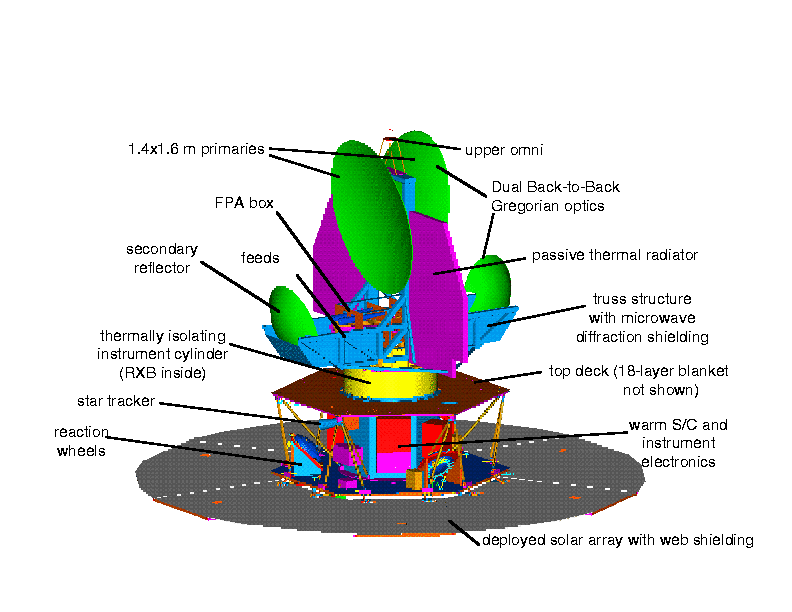 1.4x1.6 m primaries
upper omni
Dual Back-to-Back
Gregorian optics
FPA box
secondary
reflector
feeds
passive thermal radiator
truss structure
with microwave
diffraction shielding
thermally isolating
instrument cylinder
(RXB inside)
top deck (18-layer blanket
not shown)
star tracker
reaction
wheels
warm S/C and
instrument
electronics
deployed solar array with web shielding